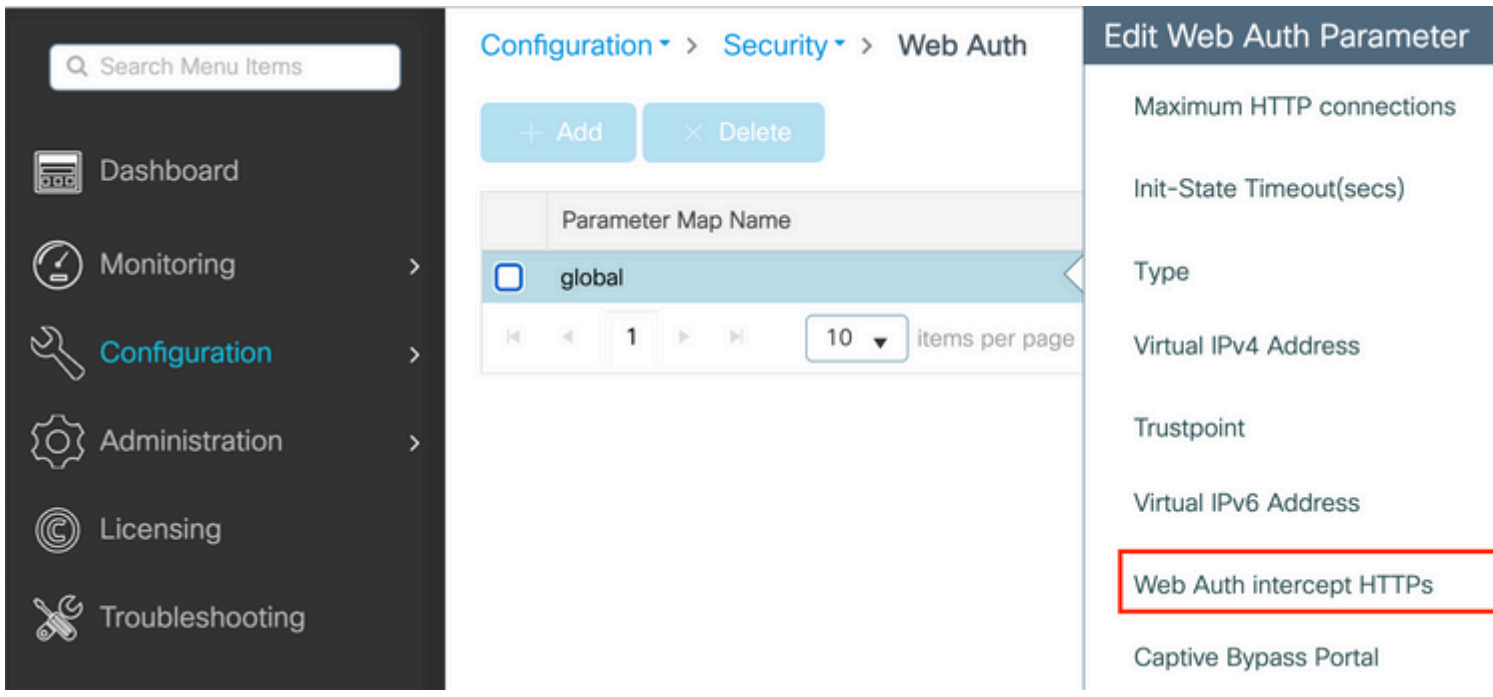 Search Menu Items
Dashboard
Monitoring
Configuration
Administration
Licensing
Troubleshooting
Configuration > Security > Web Auth
+ Add
× Delete
Parameter Map Name
global
1
10
items per page
Edit Web Auth Parameter
Maximum HTTP connections
Init-State Timeout(secs)
Type
Virtual IPv4 Address
Trustpoint
Virtual IPv6 Address
Web Auth intercept HTTPs
Captive Bypass Portal